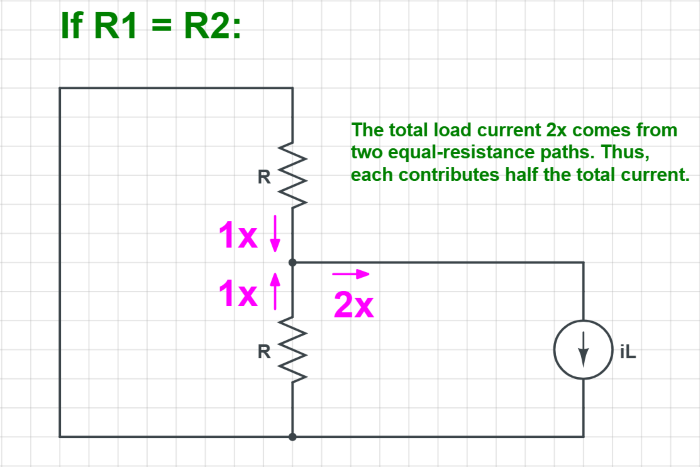 If R1 = R2:
The total load current 2x comes from
two equal-resistance paths. Thus,
each contributes half the total current.
R
1x
1x
2x
R
iL